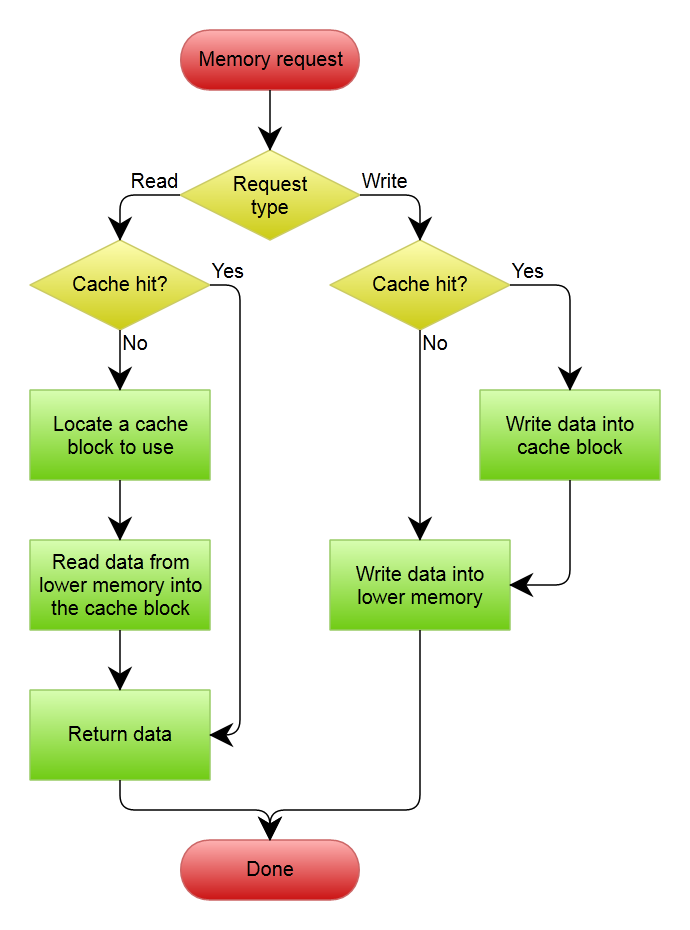 Memory request
Request
type
Read
Write
Cache hit?
Yes
No
Cache hit?
Yes
No
Locate a cache
block to use
Write data into
cache block
Read data from
lower memory into
the cache block
Write data into
lower memory
Return data
Done